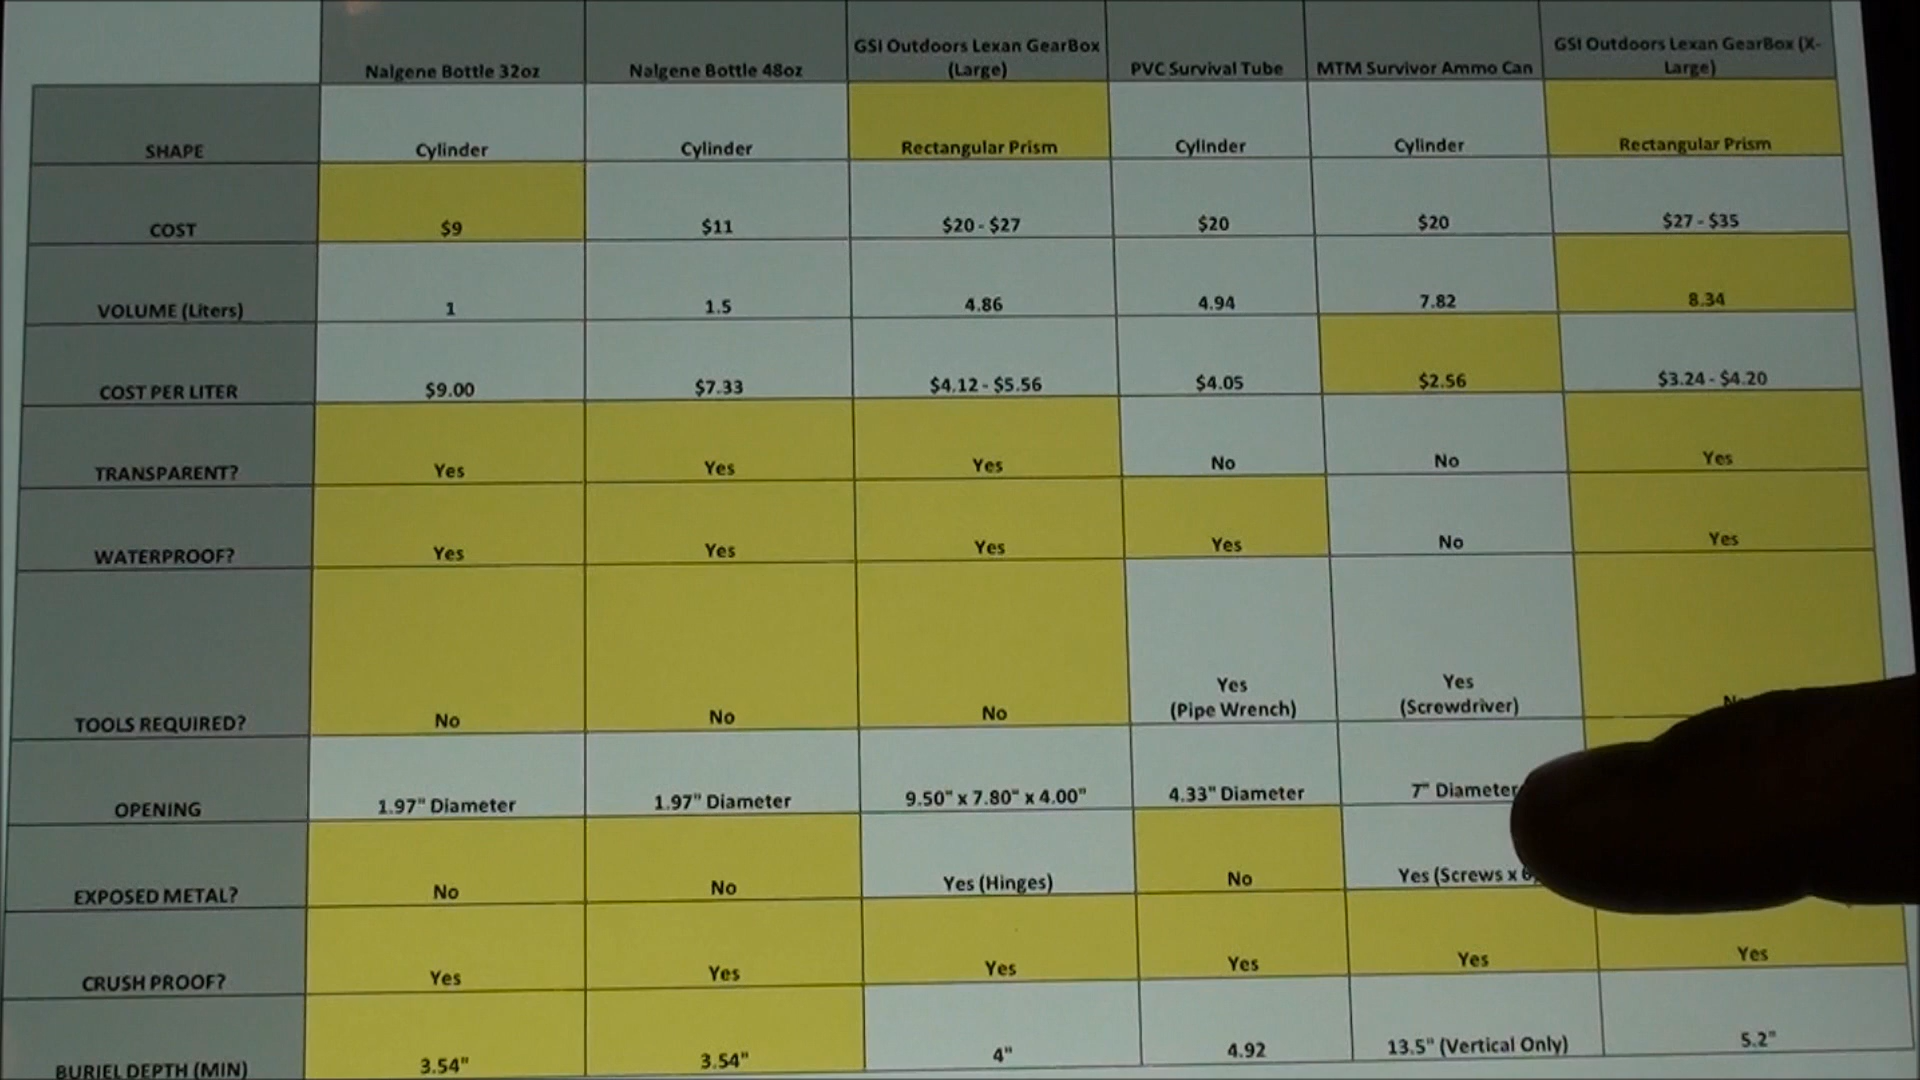 Nalgene Bottle 32oz Nalgene Bottle 48oz GSI Outdoors Lexan GearBox (Large) PVC Survival Tube MTM Survivor Ammo Can GSI Outdoors Lexan GearBox (X-Large)
SHAPE Cylinder Cylinder Rectangular Prism Cylinder Cylinder Rectangular Prism
COST $9 $11 $20 - $27 $20 $20 $27 - $35
VOLUME (Liters) 1 1.5 4.86 4.94 7.82 8.34
COST PER LITER $9.00 $7.33 $4.12 - $5.56 $4.05 $2.56 $3.24 - $4.20
TRANSPARENT? Yes Yes Yes No No Yes
WATERPROOF? Yes Yes Yes Yes No Yes
TOOLS REQUIRED? No No No Yes (Pipe Wrench) Yes (Screwdriver)
OPENING 1.97" Diameter 1.97" Diameter 9.50" x 7.80" x 4.00" 4.33" Diameter 7" Diameter
EXPOSED METAL? No No Yes (Hinges) No Yes (Screws x
CRUSH PROOF? Yes Yes Yes Yes Yes Yes
BURIEL DEPTH (MIN) 3.54" 3.54" 4" 4.92 13.5" (Vertical Only) 5.2"